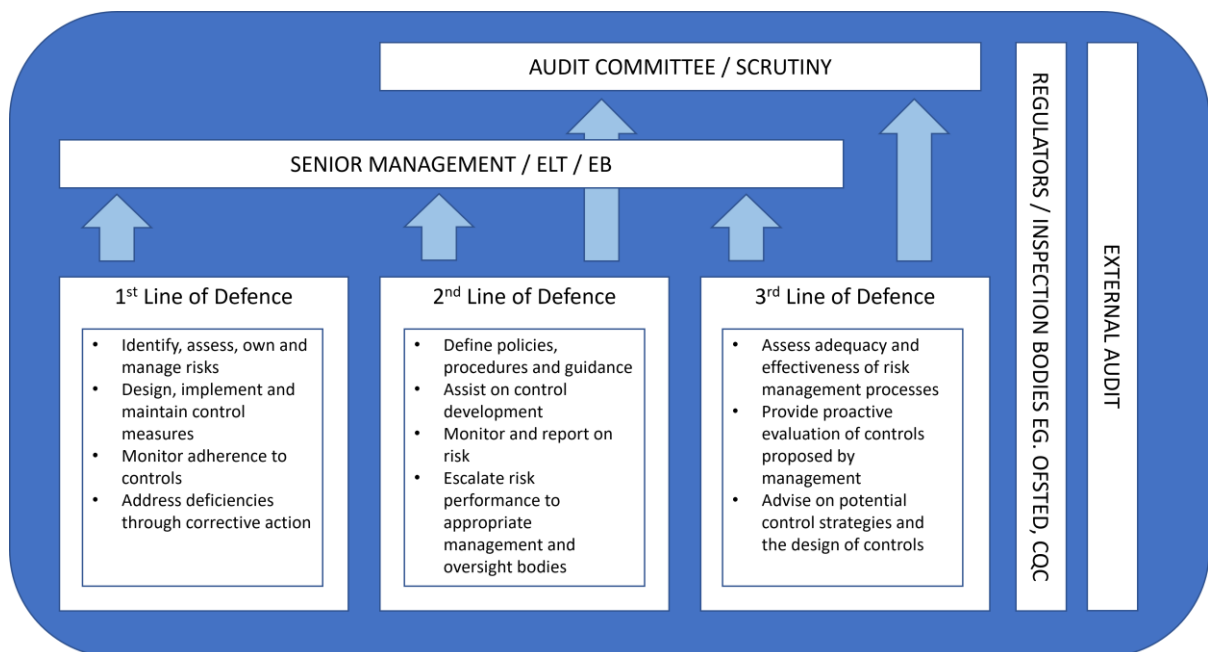 AUDIT COMMITTEE / SCRUTINY
SENIOR MANAGEMENT / ELT / EB
1st Line of Defence
• Identify, assess, own and
manage risks
• Design, implement and
maintain control
measures
• Monitor adherence to
controls
• Address deficiencies
through corrective action
2nd Line of Defence
• Define policies,
procedures and guidance
• Assist on control
development
• Monitor and report on
risk
• Escalate risk
performance to
appropriate
management and
oversight bodies
3rd Line of Defence
• Assess adequacy and
effectiveness of risk
management processes
• Provide proactive
evaluation of controls
proposed by
management
• Advise on potential
control strategies and
the design of controls
REGULATORS / INSPECTION BODIES EG. OFSTED, CQC
EXTERNAL AUDIT